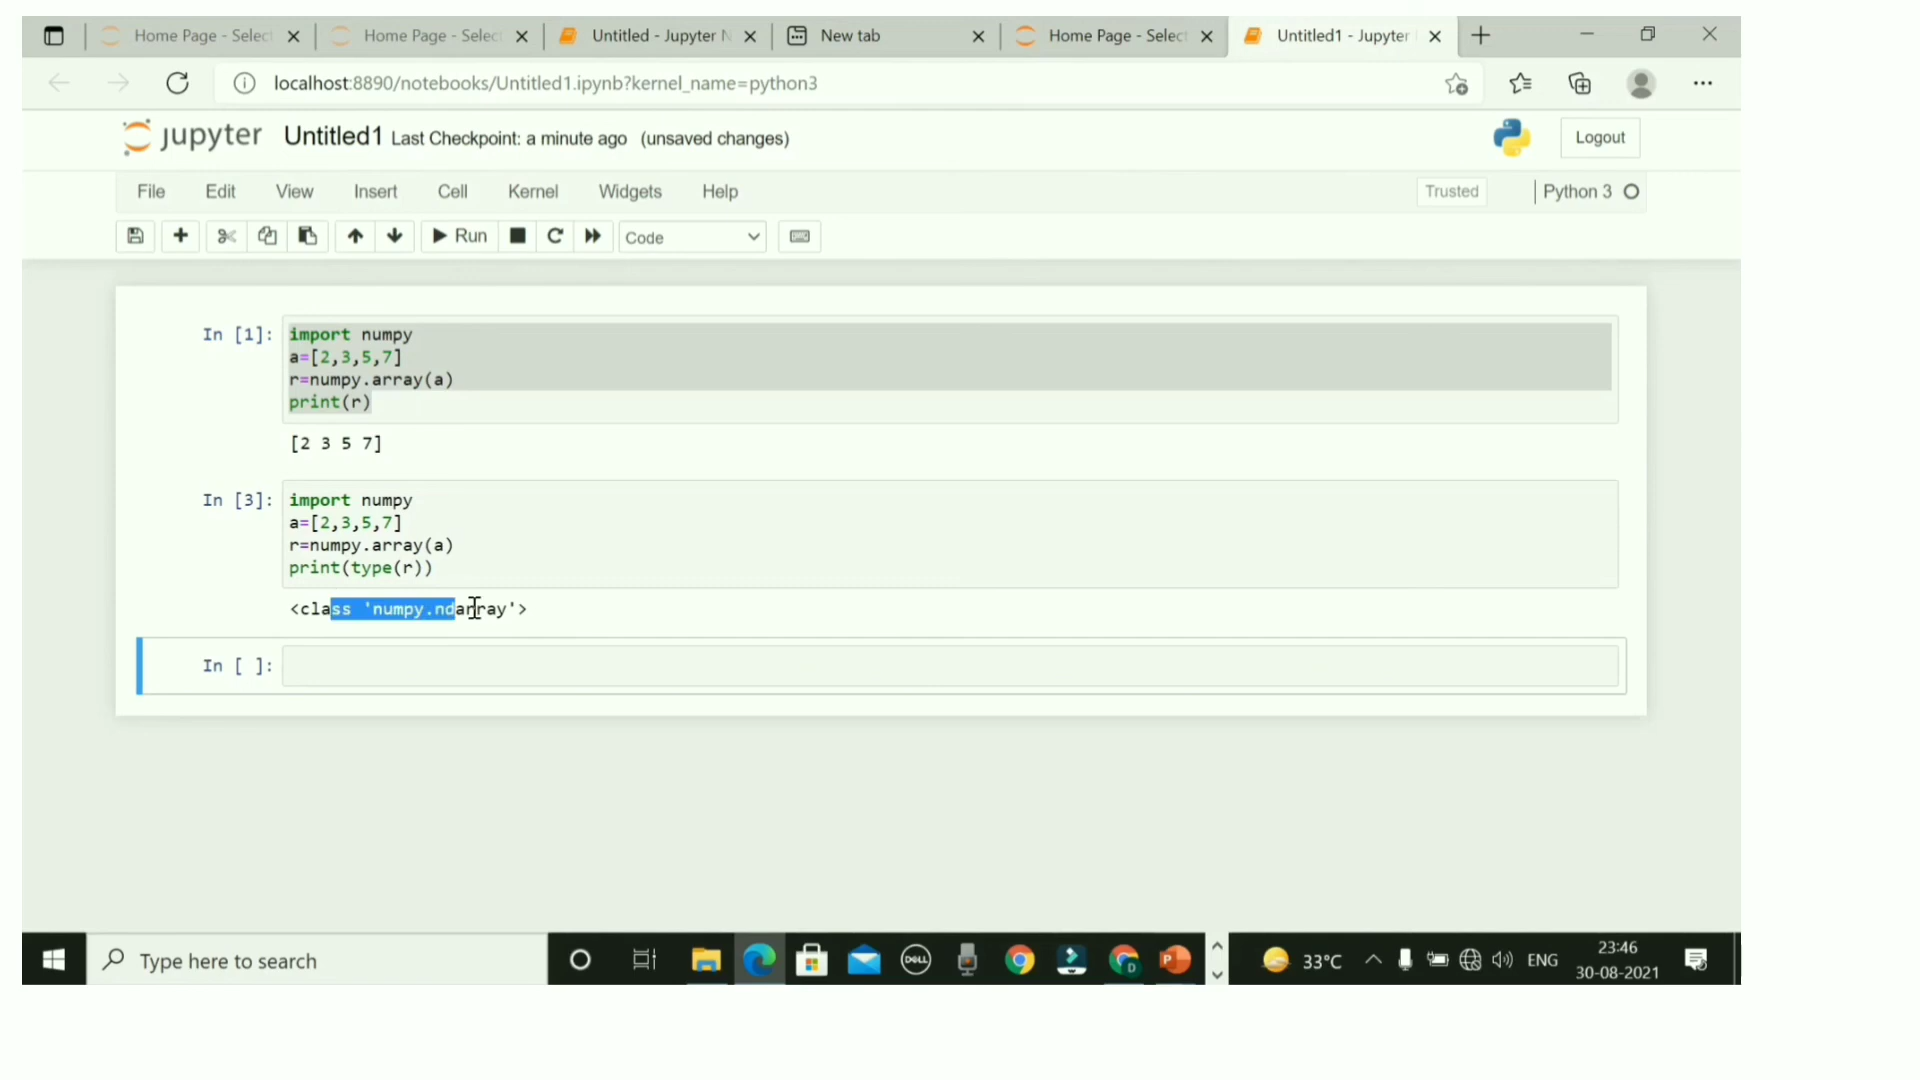 Home Page - Select
Home Page - Selec
Untitled - Jupyter N
New tab
Home Page - Select
Untitled1 - Jupyter
localhost:8890/notebooks/Untitled1.ipynb?kernel_name=python3
jupyter Untitled1 Last Checkpoint: a minute ago (unsaved changes)
Logout
File Edit View Insert Cell Kernel Widgets Help
Trusted
Python 3
Run
Code
In [1]: import numpy
a=[2,3,5,7]
r=numpy.array(a)
print(r)
[2 3 5 7]
In [3]: import numpy
a=[2,3,5,7]
r=numpy.array(a)
print(type(r))
<class 'numpy.ndarray'>
In [ ]:
Type here to search
DELL
D
P
33°C
ENG
23:46
30-08-2021